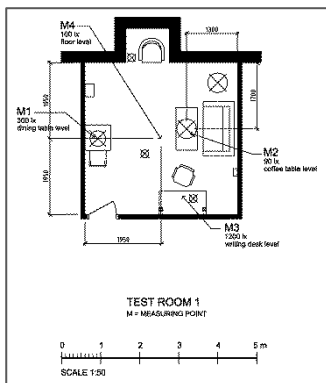 M4
100 lx
floor level
1300
1950
1700
M1
300 lx
dining table level
M2
90 lx
coffee table level
1950
M3
1200 lx
writing desk level
1950
TEST ROOM 1
M = MEASURING POINT
0 1 2 3 4 5 m
SCALE 1:50